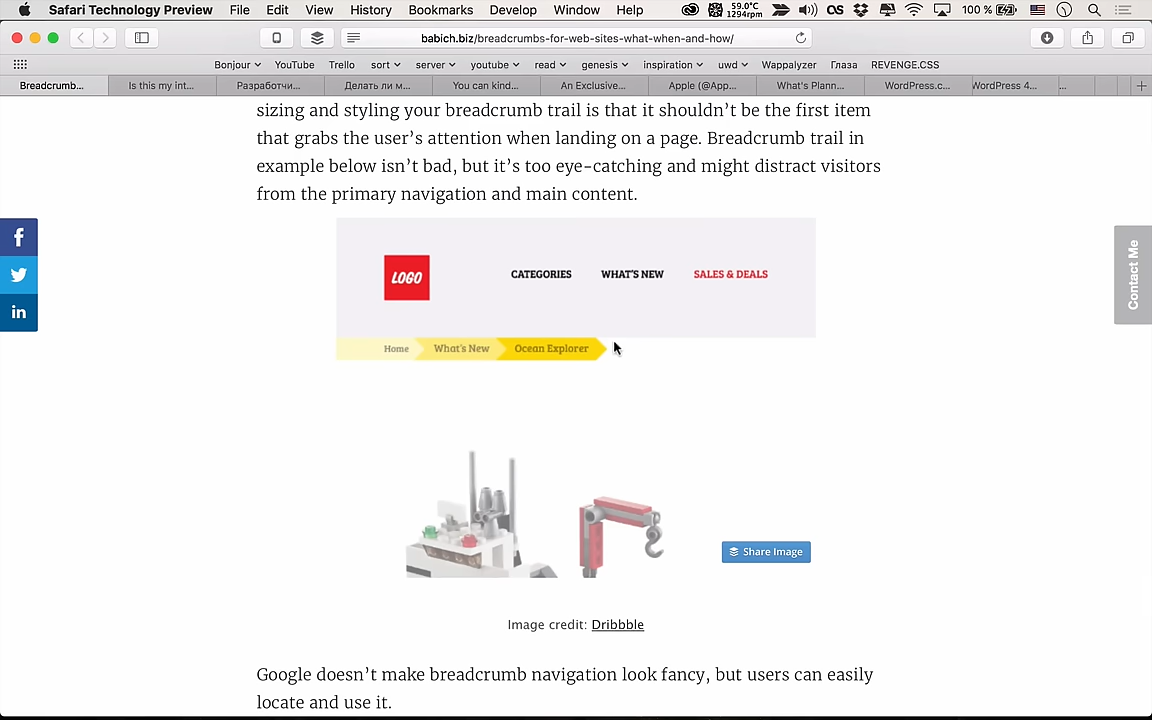 Safari Technology Preview File Edit View History Bookmarks Develop Window Help 59.0°C 1294rpm 100 %
babich.biz/breadcrumbs-for-web-sites-what-when-and-how/
Bonjour YouTube Trello sort server youtube read genesis inspiration uwd Wappalyzer Глаза REVENGE.CSS
Breadcrumb... Is this my int... Разработчи... Делать ли м... You can kind... An Exclusive... Apple (@App... What's Plann... WordPress.c... WordPress 4... ...
sizing and styling your breadcrumb trail is that it shouldn't be the first item
that grabs the user's attention when landing on a page. Breadcrumb trail in
example below isn't bad, but it's too eye-catching and might distract visitors
from the primary navigation and main content.
LOGO CATEGORIES WHAT'S NEW SALES & DEALS
Home What's New Ocean Explorer
Contact Me
Share Image
Image credit: Dribbble
Google doesn't make breadcrumb navigation look fancy, but users can easily
locate and use it.